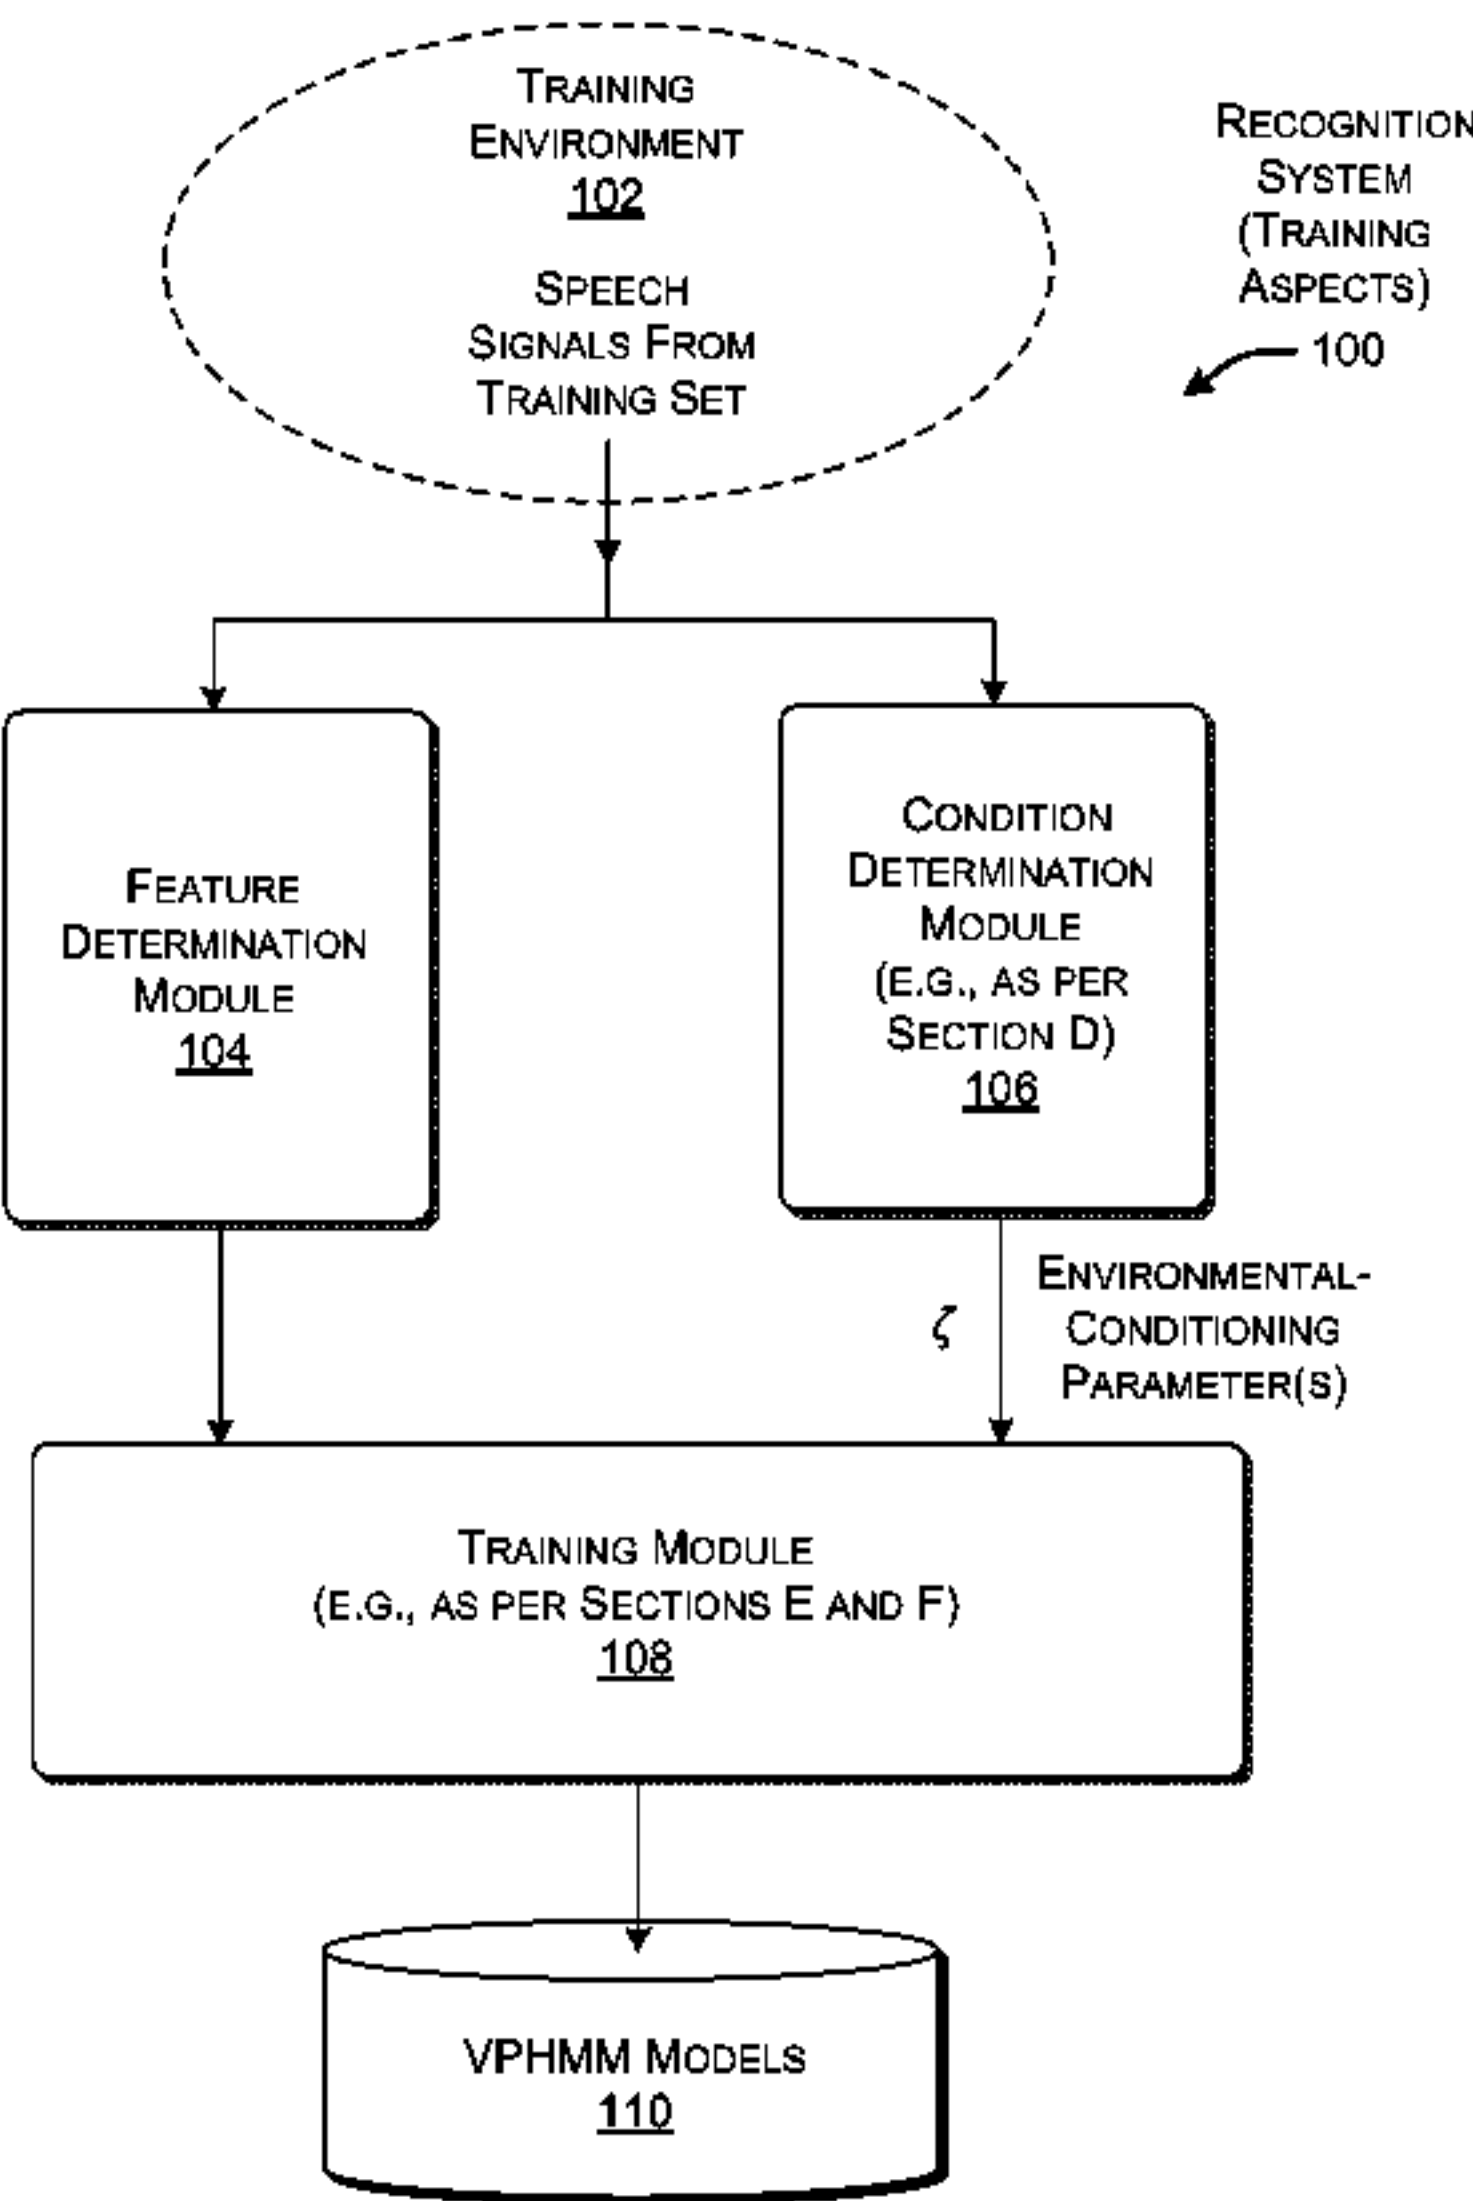 TRAINING
ENVIRONMENT
102
SPEECH
SIGNALS FROM
TRAINING SET
RECOGNITION
SYSTEM
(TRAINING
ASPECTS)
100
FEATURE
DETERMINATION
MODULE
104
CONDITION
DETERMINATION
MODULE
(E.G., AS PER
SECTION D)
106
ζ
ENVIRONMENTAL-
CONDITIONING
PARAMETER(S)
TRAINING MODULE
(E.G., AS PER SECTIONS E AND F)
108
VPHMM MODELS
110